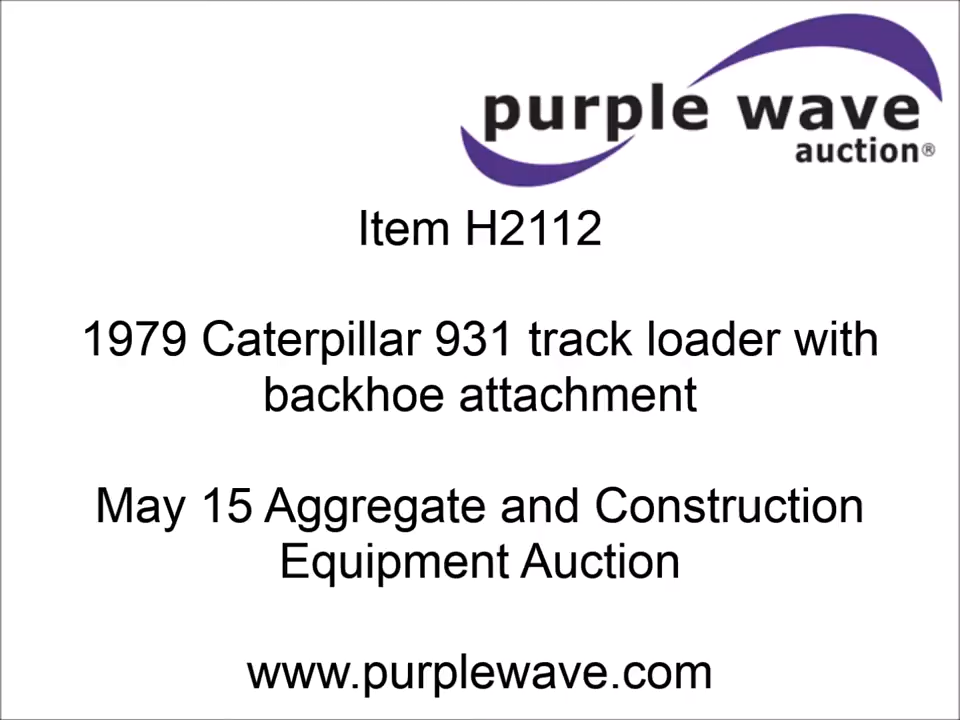 purple wave
auction®
Item H2112
1979 Caterpillar 931 track loader with
backhoe attachment
May 15 Aggregate and Construction
Equipment Auction
www.purplewave.com